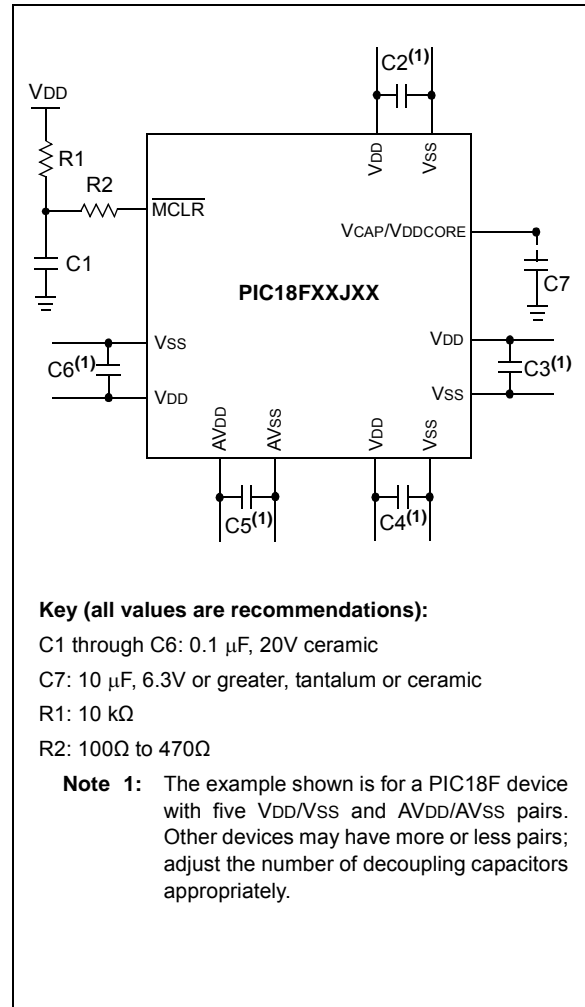 C2(1)
VDD
R1
R2
C1
MCLR
VDD
VSS
VCAP/VDDCORE
C7
PIC18FXXJXX
VSS
C6(1)
VDD
VDD
C3(1)
VSS
AVDD
AVSS
VDD
VSS
C5(1)
C4(1)
Key (all values are recommendations):
C1 through C6: 0.1 μF, 20V ceramic
C7: 10 μF, 6.3V or greater, tantalum or ceramic
R1: 10 kΩ
R2: 100Ω to 470Ω
Note 1: The example shown is for a PIC18F device
with five VDD/VSS and AVDD/AVSS pairs.
Other devices may have more or less pairs;
adjust the number of decoupling capacitors
appropriately.